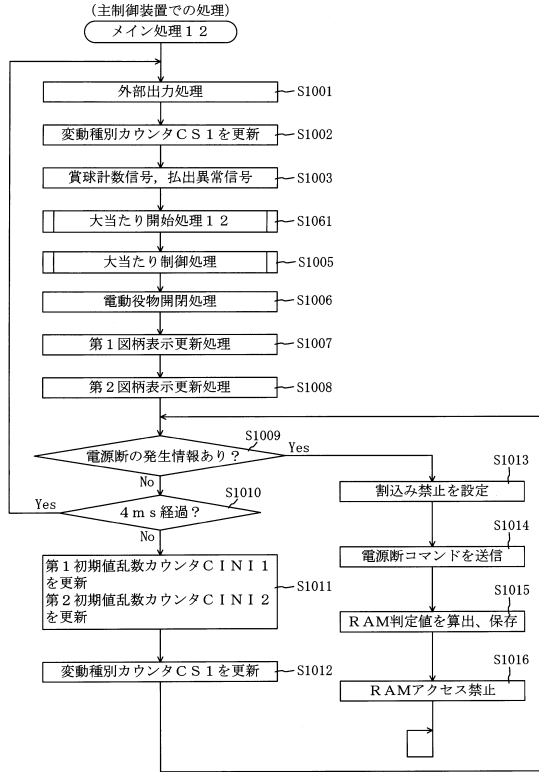 (主制御装置での処理)
メイン処理12
外部出力処理
S1001
変動種別カウンタCS1を更新
S1002
賞球計数信号，払出異常信号
S1003
大当たり開始処理12
S1061
大当たり制御処理
S1005
電動役物開閉処理
S1006
第1図柄表示更新処理
S1007
第2図柄表示更新処理
S1008
電源断の発生情報あり？
S1009
Yes
No
4ms経過？
S1010
Yes
No
第1初期値乱数カウンタCINI1
を更新
第2初期値乱数カウンタCINI2
を更新
S1011
変動種別カウンタCS1を更新
S1012
割込み禁止を設定
S1013
電源断コマンドを送信
S1014
RAM判定値を算出、保存
S1015
RAMアクセス禁止
S1016